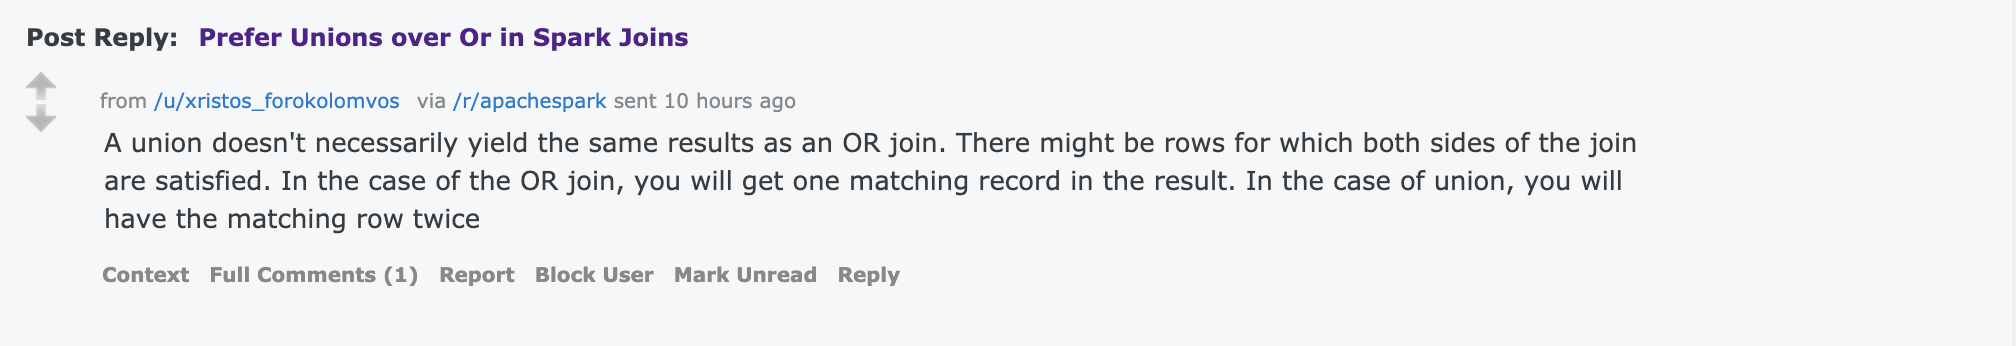 Post Reply: Prefer Unions over Or in Spark Joins
from /u/xristos_forokolomvos via /r/apachespark sent 10 hours ago
A union doesn't necessarily yield the same results as an OR join. There might be rows for which both sides of the join
are satisfied. In the case of the OR join, you will get one matching record in the result. In the case of union, you will
have the matching row twice
Context Full Comments (1) Report Block User Mark Unread Reply